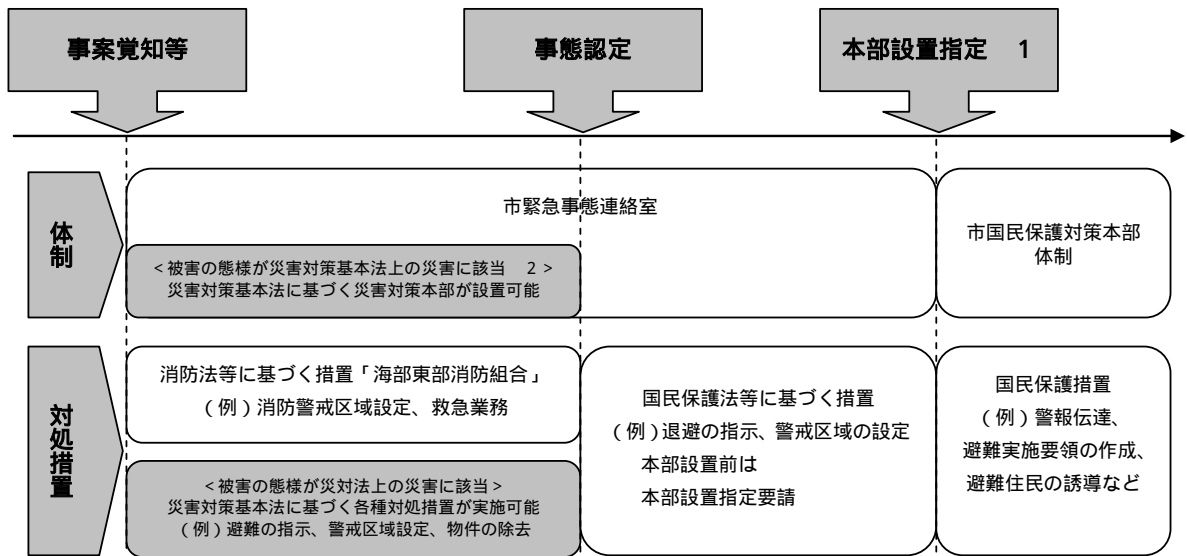 事案覚知等
事態認定
本部設置指定 1
体制
市緊急事態連絡室
<被害の態様が災害対策基本法上の災害に該当 2>
災害対策基本法に基づく災害対策本部が設置可能
市国民保護対策本部
体制
対処措置
消防法等に基づく措置「海部東部消防組合」
(例)消防警戒区域設定、救急業務
<被害の態様が災対法上の災害に該当>
災害対策基本法に基づく各種対処措置が実施可能
(例)避難の指示、警戒区域設定、物件の除去
国民保護法等に基づく措置
(例)退避の指示、警戒区域の設定
本部設置前は
本部設置指定要請
国民保護措置
(例)警報伝達、
避難実施要領の作成、
避難住民の誘導など